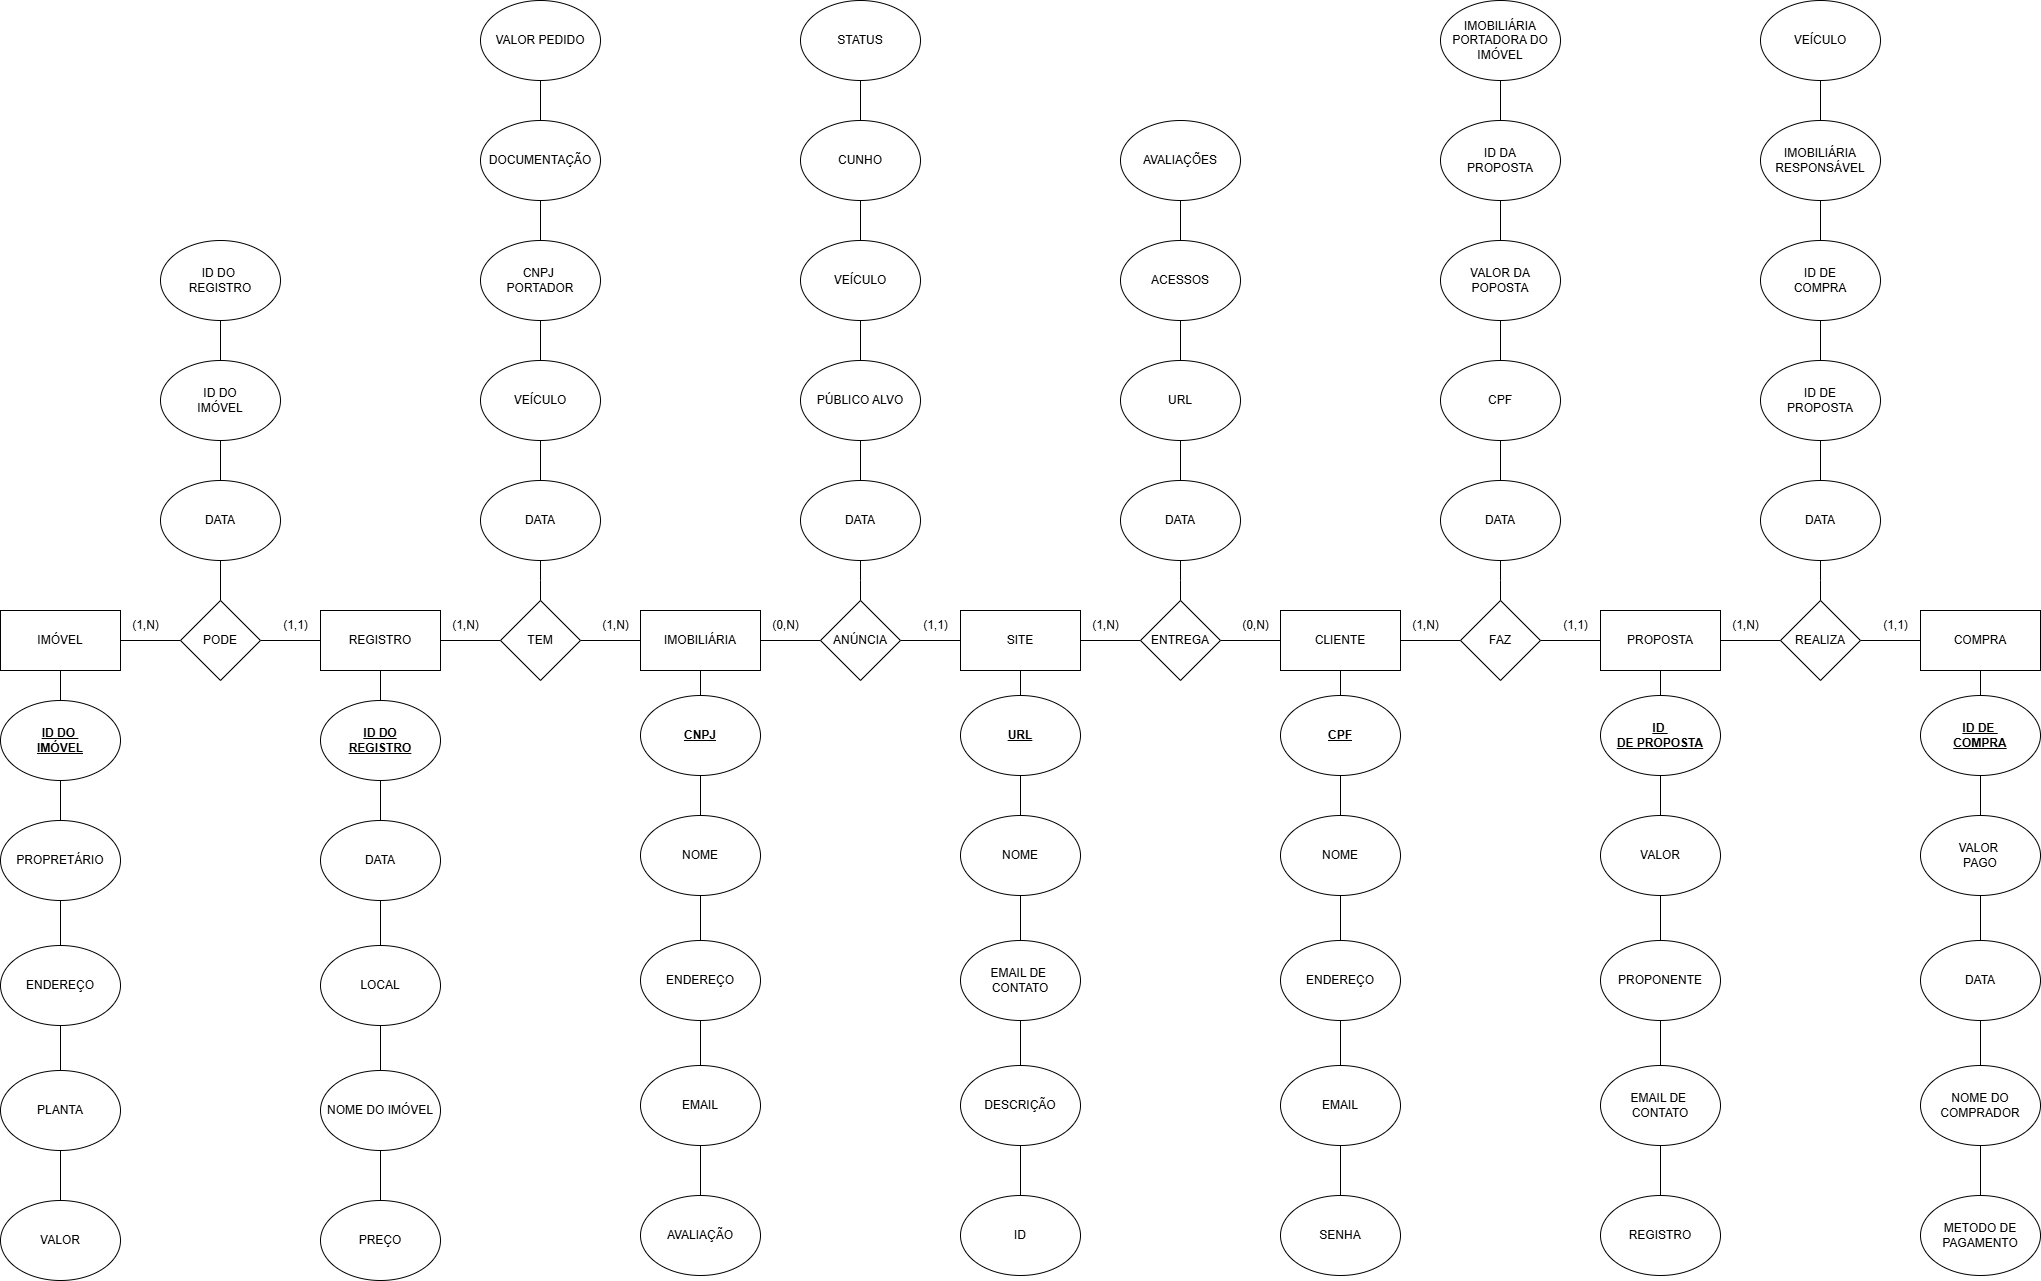 VALOR PEDIDO
STATUS
IMOBILIÁRIA
PORTADORA DO
IMÓVEL
VEÍCULO
DOCUMENTAÇÃO
CUNHO
AVALIAÇÕES
ID DA
PROPOSTA
IMOBILIÁRIA
RESPONSÁVEL
ID DO
REGISTRO
CNPJ
PORTADOR
VEÍCULO
ACESSOS
VALOR DA
POPOSTA
ID DE
COMPRA
ID DO
IMÓVEL
VEÍCULO
PÚBLICO ALVO
URL
CPF
ID DE
PROPOSTA
DATA
DATA
DATA
DATA
DATA
DATA
IMÓVEL
(1,N)
PODE
(1,1)
REGISTRO
(1,N)
TEM
(1,N)
IMOBILIÁRIA
(0,N)
ANÚNCIA
(1,1)
SITE
(1,N)
ENTREGA
(0,N)
CLIENTE
(1,N)
FAZ
(1,1)
PROPOSTA
(1,N)
REALIZA
(1,1)
COMPRA
ID DO
IMÓVEL
ID DO
REGISTRO
CNPJ
URL
CPF
ID
DE PROPOSTA
ID DE
COMPRA
PROPRETÁRIO
DATA
NOME
NOME
NOME
VALOR
VALOR
PAGO
ENDEREÇO
LOCAL
ENDEREÇO
EMAIL DE
CONTATO
ENDEREÇO
PROPONENTE
DATA
PLANTA
NOME DO IMÓVEL
EMAIL
DESCRIÇÃO
EMAIL
EMAIL DE
CONTATO
NOME DO
COMPRADOR
VALOR
PREÇO
AVALIAÇÃO
ID
SENHA
REGISTRO
METODO DE
PAGAMENTO